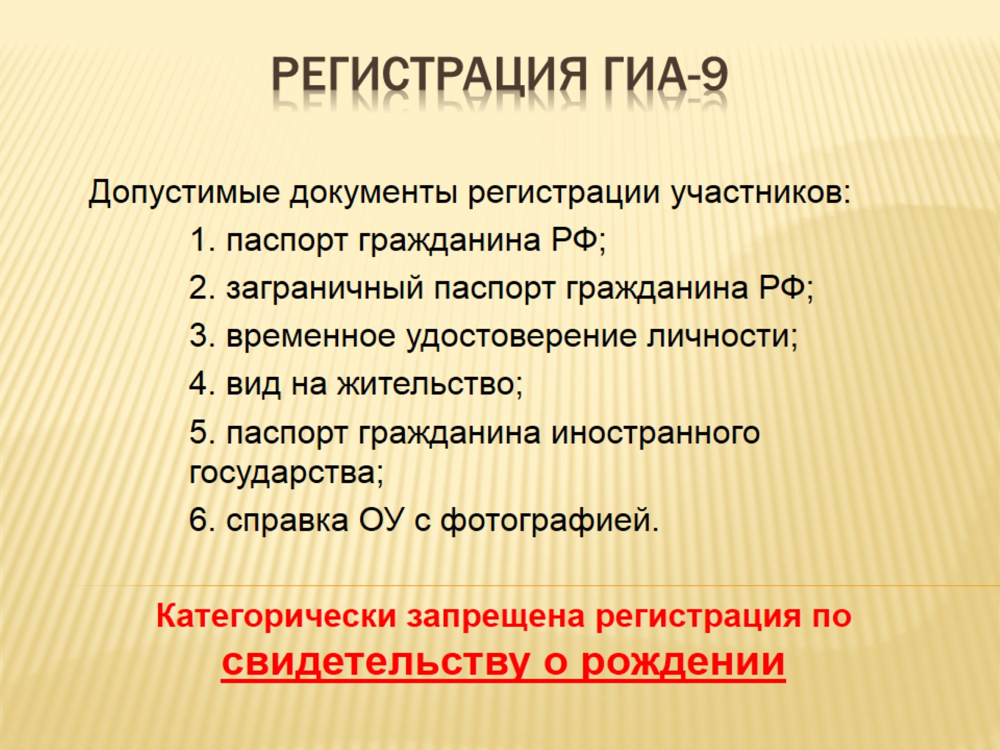 РЕГИСТРАЦИЯ ГИА-9
Допустимые документы регистрации участников:
1. паспорт гражданина РФ;
2. заграничный паспорт гражданина РФ;
3. временное удостоверение личности;
4. вид на жительство;
5. паспорт гражданина иностранного
государства;
6. справка ОУ с фотографией.
Категорически запрещена регистрация по
свидетельству о рождении